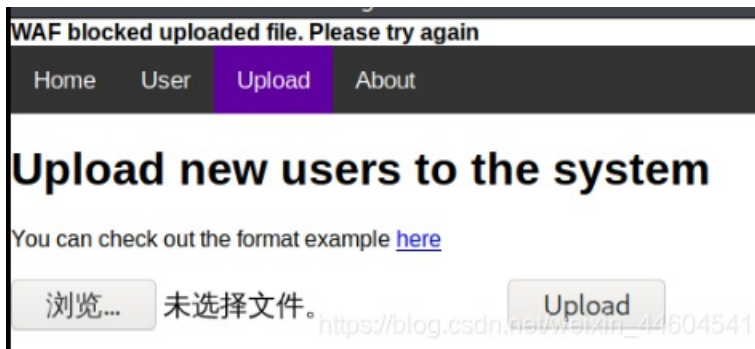 WAF blocked uploaded file. Please try again
Home User Upload About
Upload new users to the system
You can check out the format example here
浏览... 未选择文件。 Upload
https://blog.csdn.net/weixin_44604541